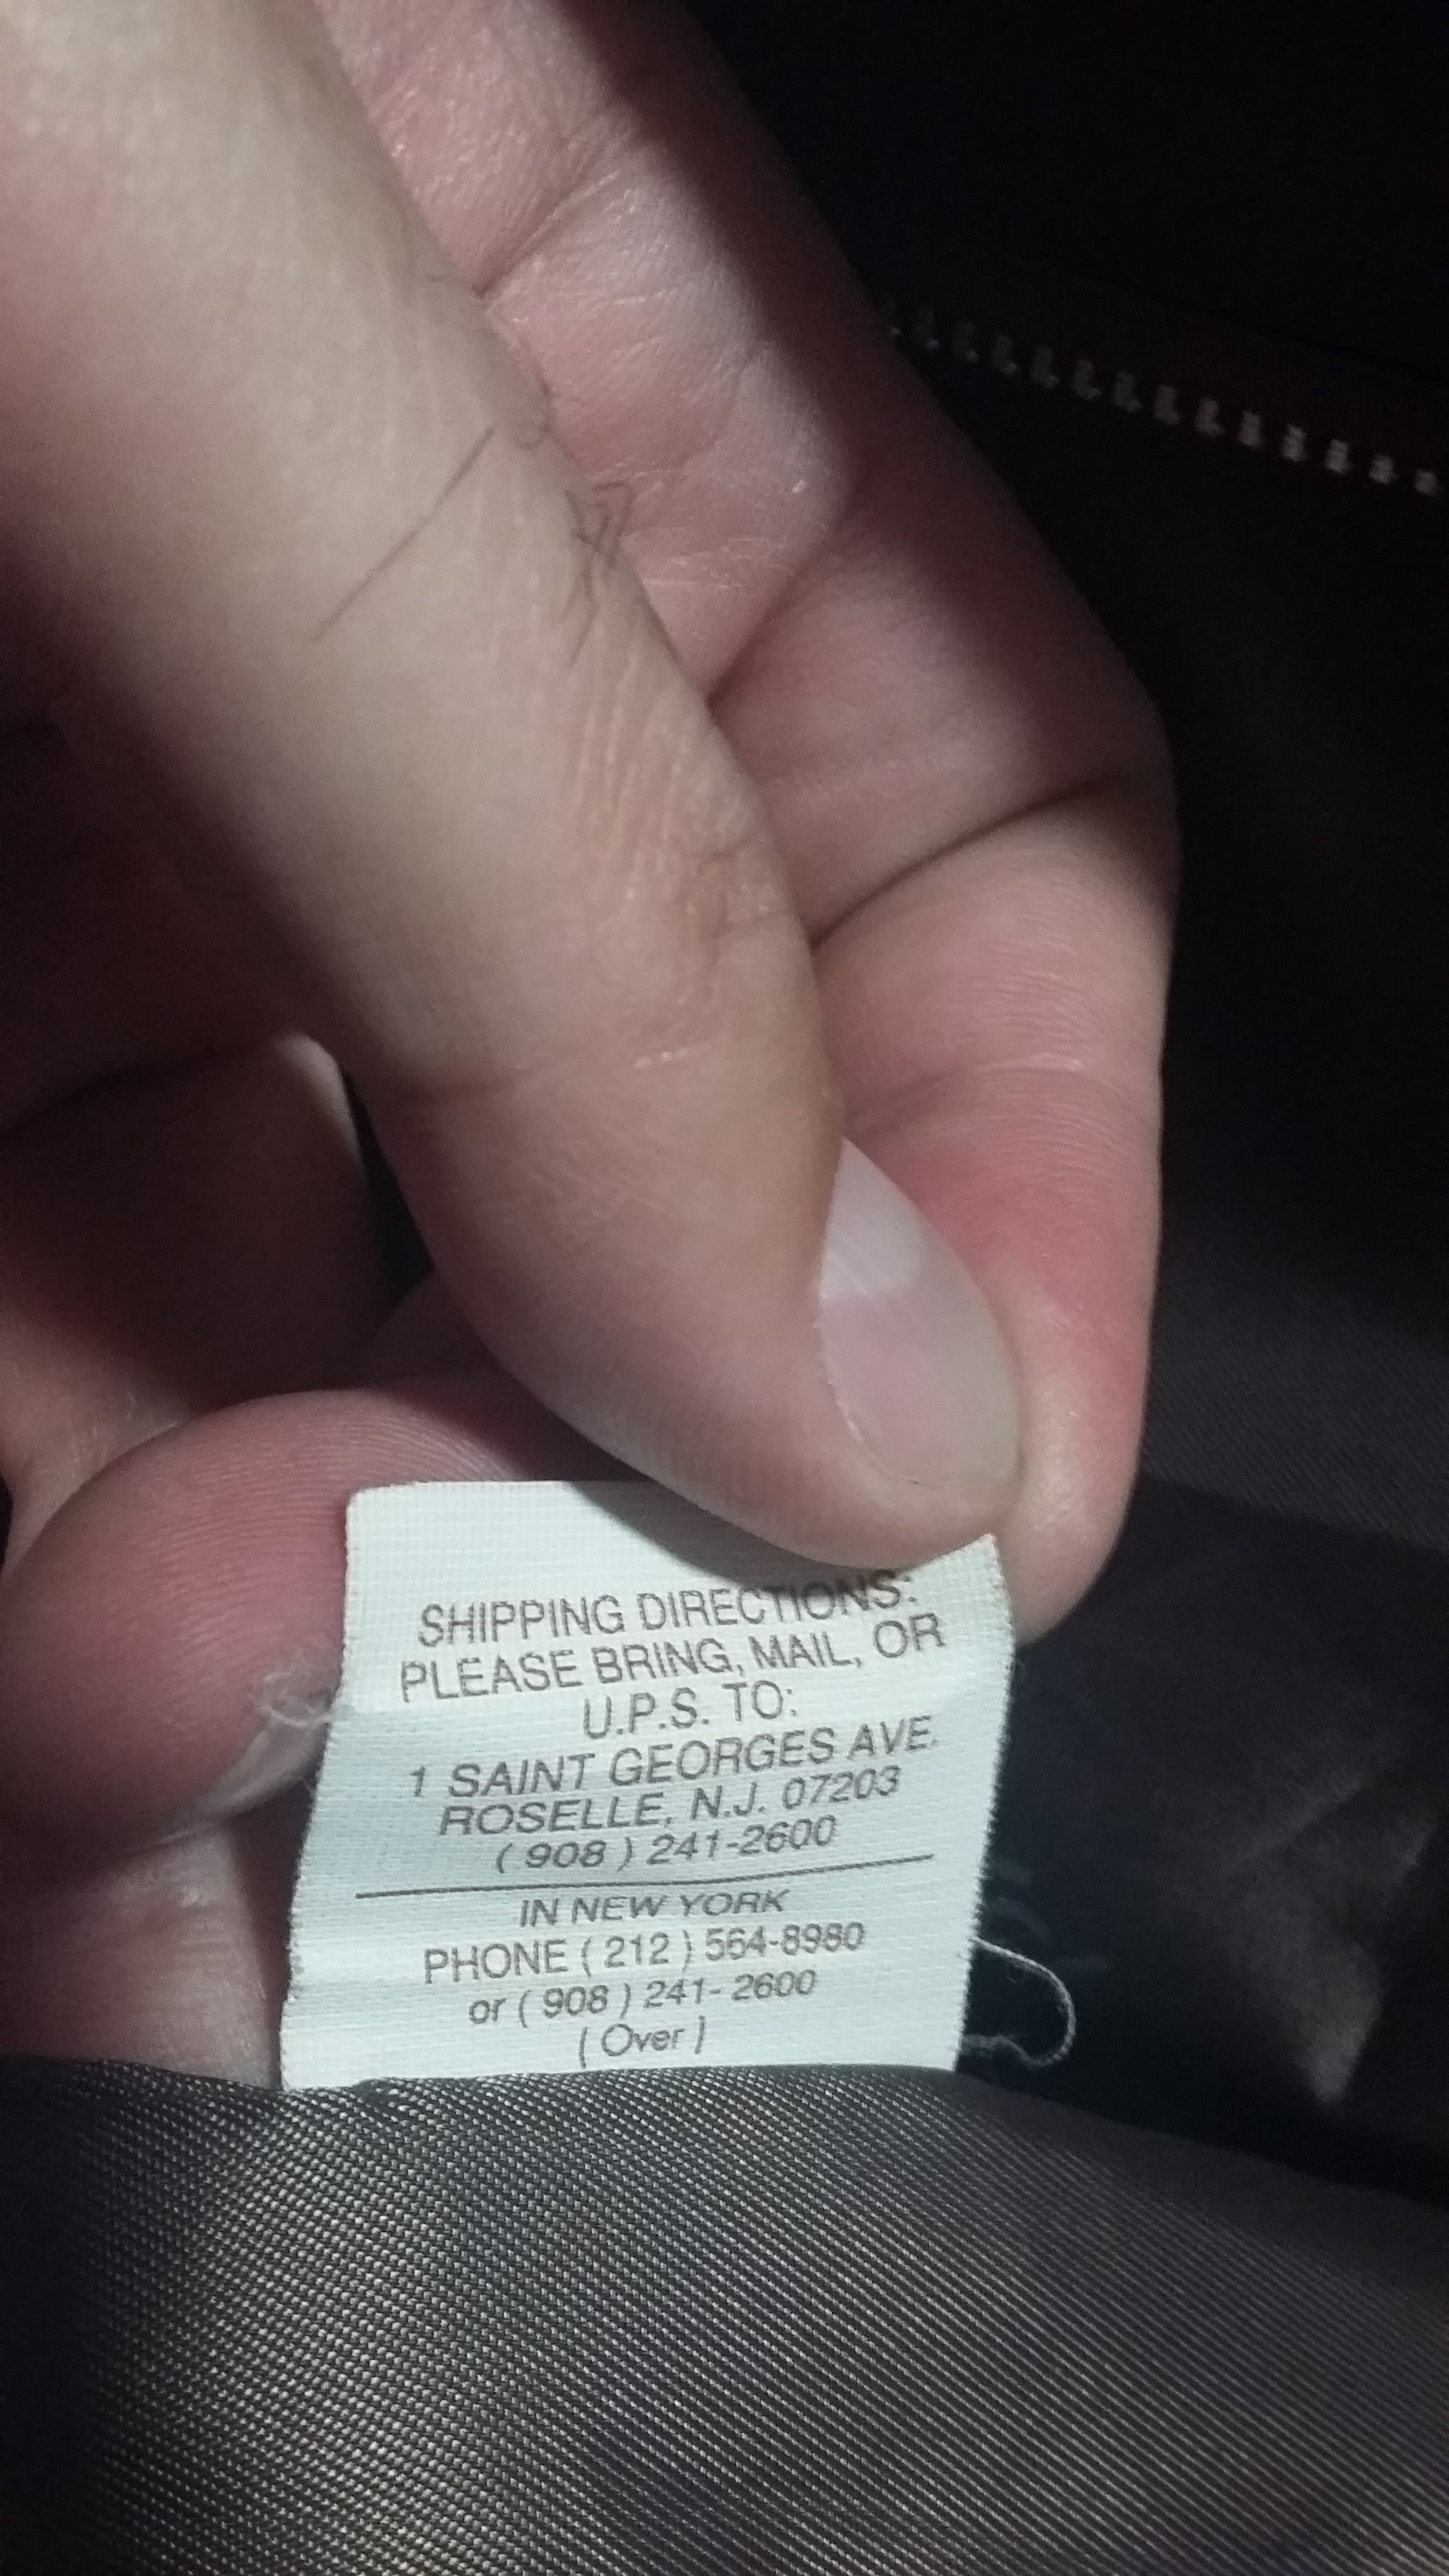 SHIPPING DIRECTIONS:
PLEASE BRING, MAIL, OR
U.P.S. TO:
1 SAINT GEORGES AVE.
ROSELLE, N.J. 07203
( 908 ) 241-2600
IN NEW YORK
PHONE ( 212 ) 564-8980
or ( 908 ) 241- 2600
( Over )